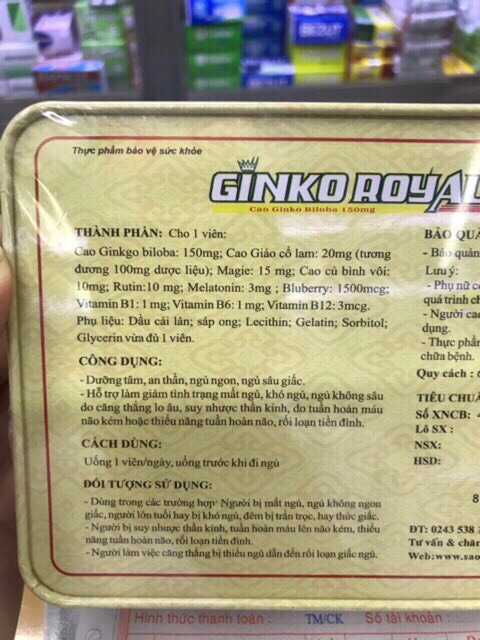 Thực phẩm bảo vệ sức khỏe
GINKO ROYAL
Cao Ginko Biloba 150mg
THÀNH PHẦN: Cho 1 viên:
Cao Ginkgo biloba: 150mg; Cao Giảo cổ lam: 20mg (tương
đương 100mg dược liệu); Magie: 15 mg; Cao củ bình vôi:
10mg; Rutin:10 mg; Melatonin: 3mg ; Bluberry: 1500mcg;
Vitamin B1: 1 mg; Vitamin B6: 1 mg; Vitamin B12: 3mcg.
Phụ liệu: Dầu cái lân; sáp ong; Lecithin; Gelatin; Sorbitol;
Glycerin vừa đủ 1 viên.
CÔNG DỤNG:
- Dưỡng tâm, an thần, ngủ ngon, ngủ sâu giấc.
- Hỗ trợ làm giảm tình trạng mất ngủ, khó ngủ, ngủ không sâu
do căng thẳng lo âu, suy nhược thần kinh, do tuần hoàn máu
não kém hoặc thiểu năng tuần hoàn não, rối loạn tiền đình.
CÁCH DÙNG:
Uống 1 viên/ngày, uống trước khi đi ngủ
ĐỐI TƯỢNG SỬ DỤNG:
- Dùng trong các trường hợp: Người bị mất ngủ, ngủ không ngon
giấc, người lớn tuổi hay bị khó ngủ, đêm bị trằn trọc, hay thức giấc.
- Người bị suy nhược thần kinh, tuần hoàn máu lên não kém, thiểu
năng tuần hoàn não, rối loạn tiền đình.
- Người làm việc căng thẳng bị thiếu ngủ dẫn đến rối loạn giấc ngủ.
BẢO QUẢ
- Bảo quản
Lưu ý:
- Phụ nữ c
quá trình ch
- Người cao
dụng.
- Thực phẩm
chữa bệnh.
Quy cách :
TIÊU CHUẨ
Số XNCB:
Lô SX :
NSX:
HSD:
8
ĐT: 0243 538
Tư vấn & chăm
Web: www.sao
Hình thức thanh toán : TM/CK Số tài khoản: